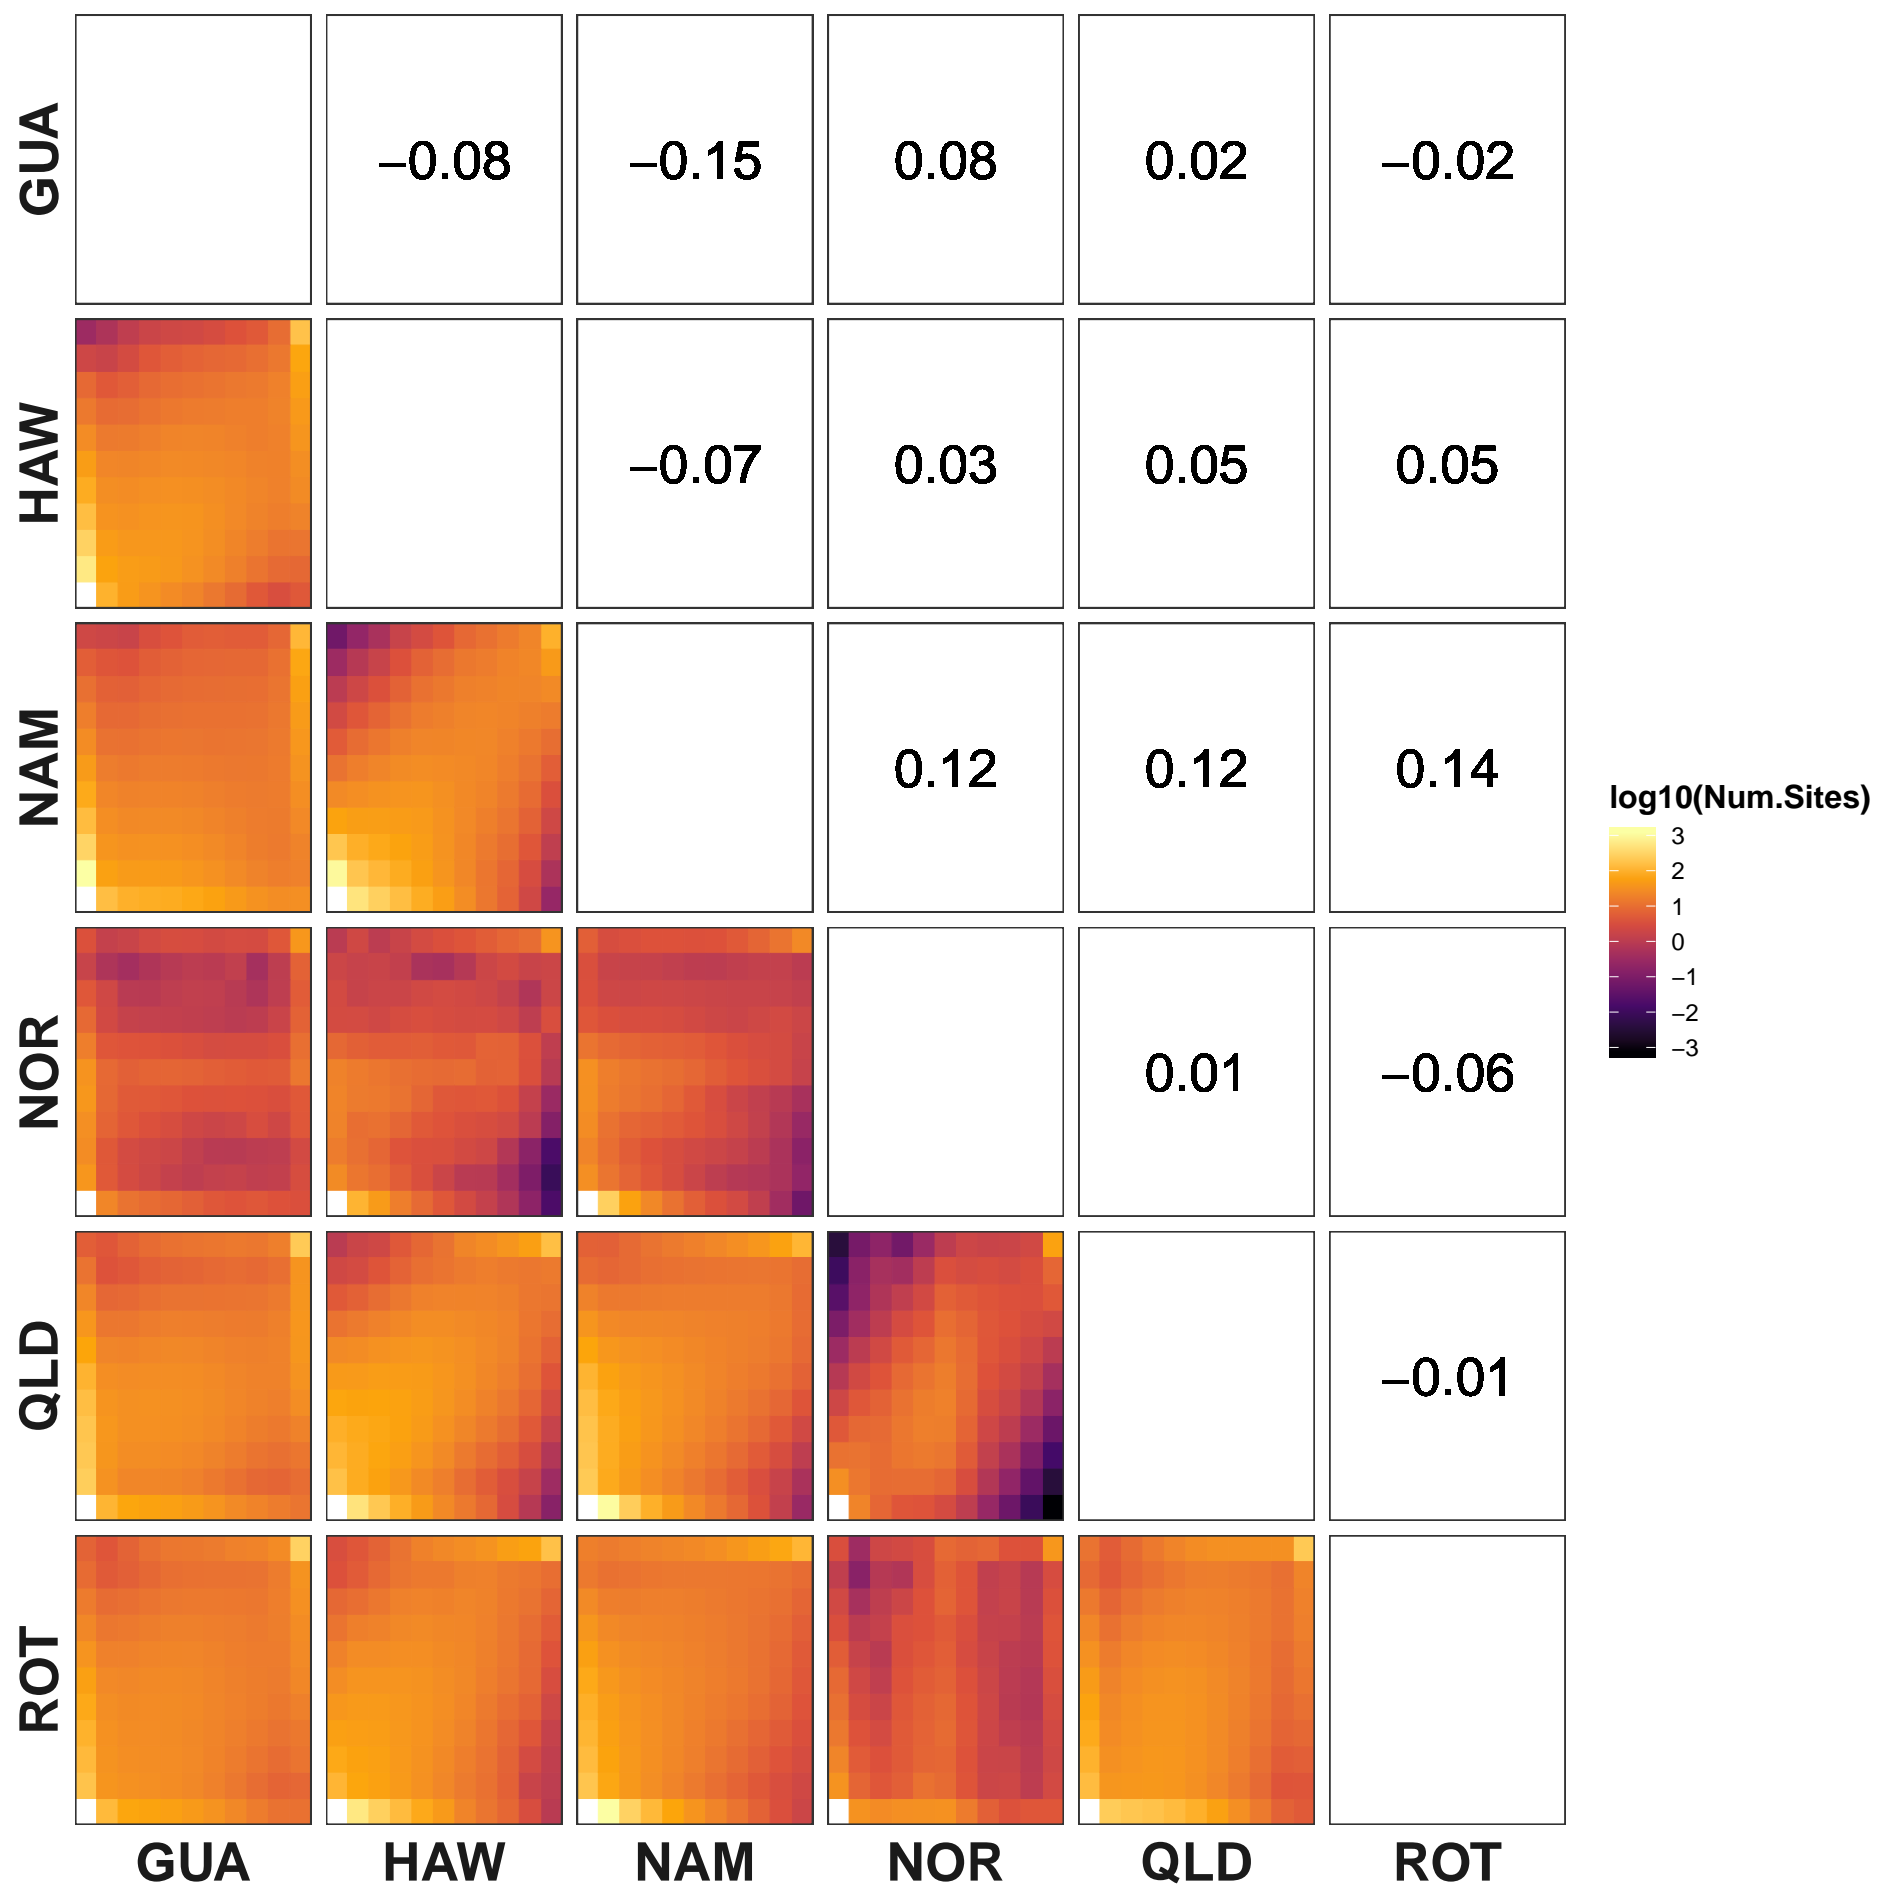 GUA
−0.08
−0.15
0.08
0.02
−0.02
HAW
−0.07
0.03
0.05
0.05
NAM
0.12
0.12
0.14
log10(Num.Sites)
3
2
1
0
−1
−2
−3
NOR
0.01
−0.06
QLD
−0.01
ROT
GUA
HAW
NAM
NOR
QLD
ROT